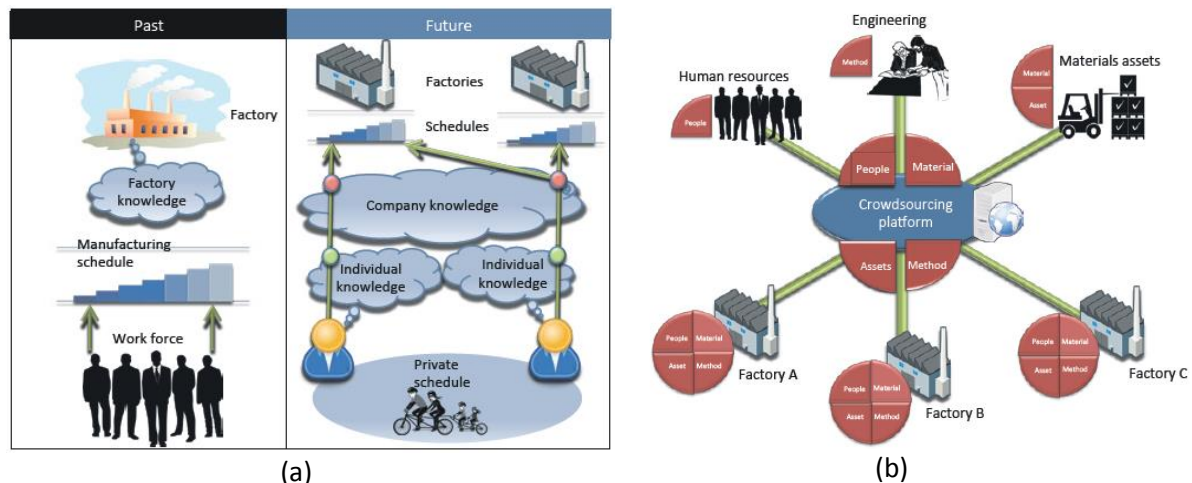 Past
Future
Factory
Factory
knowledge
Manufacturing
schedule
Work force
Factories
Schedules
Company knowledge
Individual
knowledge
Individual
knowledge
Private
schedule
(a)
Engineering
Method
Human resources
People
Materials assets
Material
Asset
People
Material
Crowdsourcing
platform
Assets
Method
People
Material
Asset
Method
Factory A
People
Material
Asset
Method
Factory B
People
Material
Asset
Method
Factory C
(b)